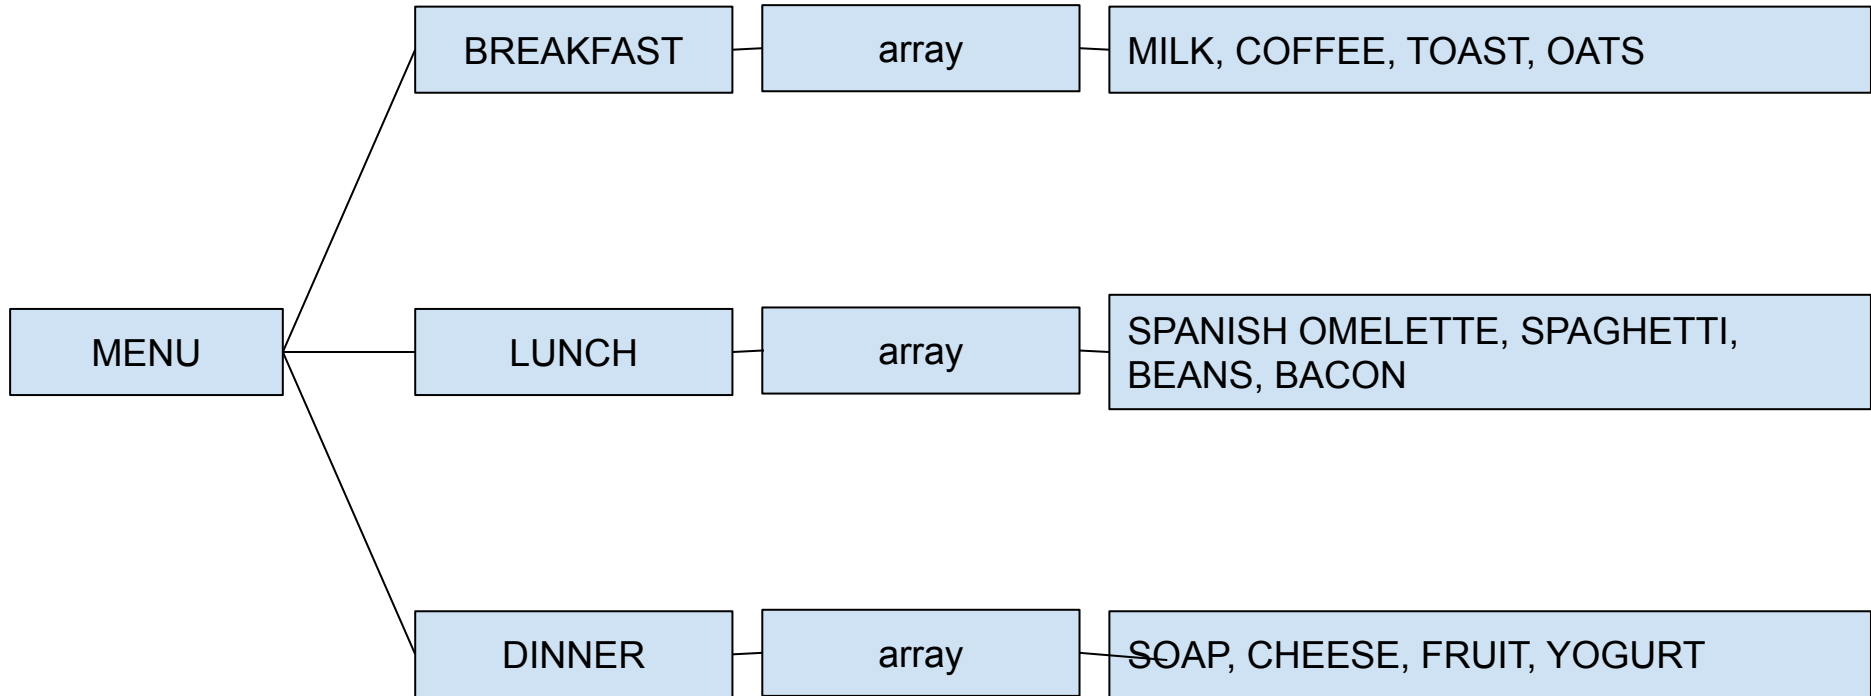 BREAKFAST
array
MILK, COFFEE, TOAST, OATS
MENU
LUNCH
array
SPANISH OMELETTE, SPAGHETTI,
BEANS, BACON
DINNER
array
SOAP, CHEESE, FRUIT, YOGURT